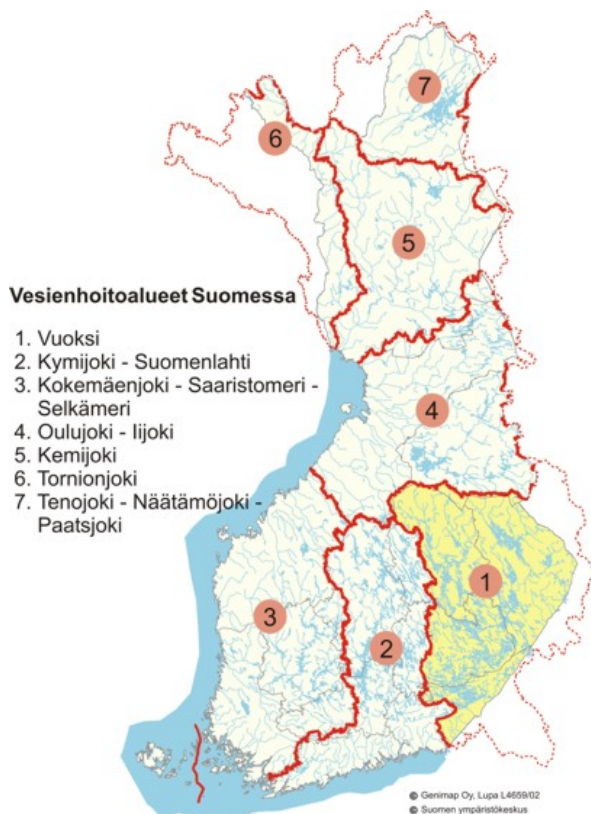 Vesienhoitoalueet Suomessa
1. Vuoksi
2. Kymijoki - Suomenlahti
3. Kokemäenjoki - Saaristomeri -
Selkämeri
4. Oulujoki - Iijoki
5. Kemijoki
6. Tornionjoki
7. Tenojoki - Näätämöjoki -
Paatsjoki
7
6
5
4
1
3
2
© Genimap Oy, Lupa L4659/02
© Suomen ympäristökeskus